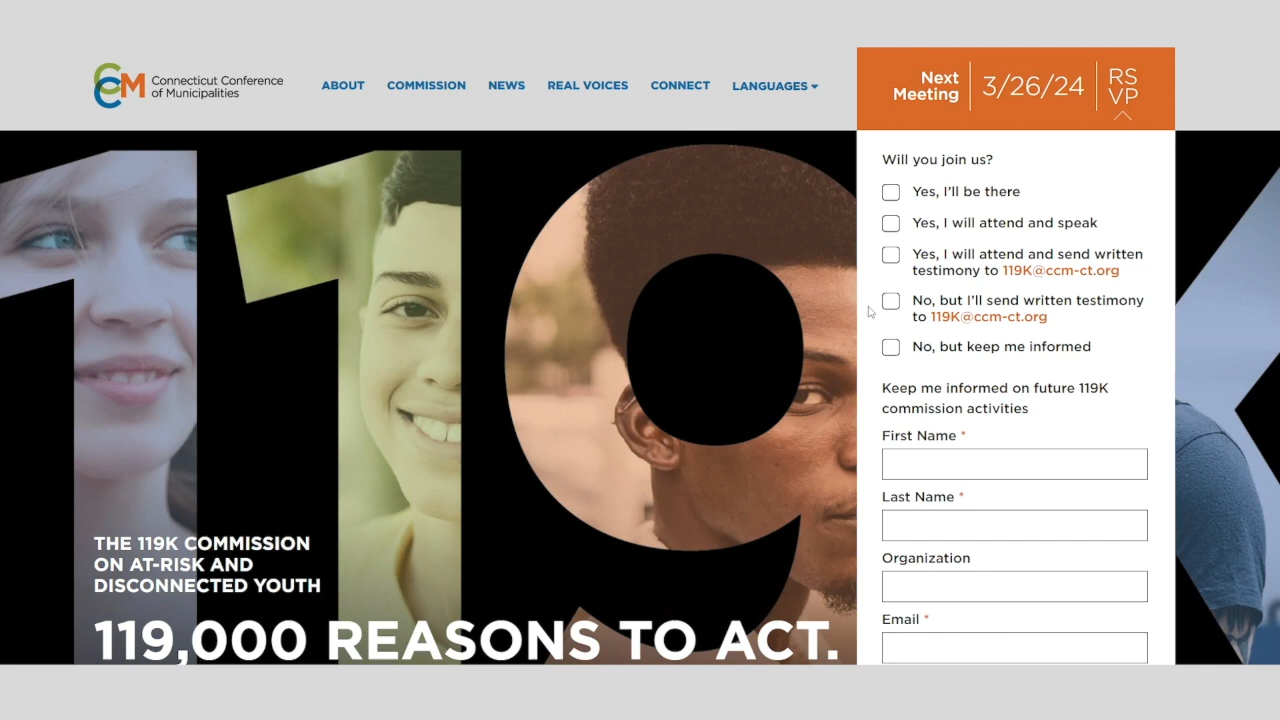 CCM Connecticut Conference
of Municipalities
ABOUT COMMISSION NEWS REAL VOICES CONNECT LANGUAGES
Next
Meeting
3/26/24
RS
VP
119K
THE 119K COMMISSION
ON AT-RISK AND
DISCONNECTED YOUTH
119,000 REASONS TO ACT.
Will you join us?
Yes, I'll be there
Yes, I will attend and speak
Yes, I will attend and send written
testimony to 119K@ccm-ct.org
No, but I'll send written testimony
to 119K@ccm-ct.org
No, but keep me informed
Keep me informed on future 119K
commission activities
First Name *
Last Name *
Organization
Email *